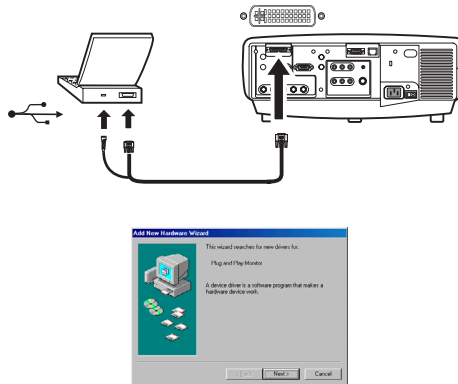 Add New Hardware Wizard
This wizard searches for new drivers for:
Plug and Play Monitor
A device driver is a software program that makes a
hardware device work.
< Back
Next >
Cancel